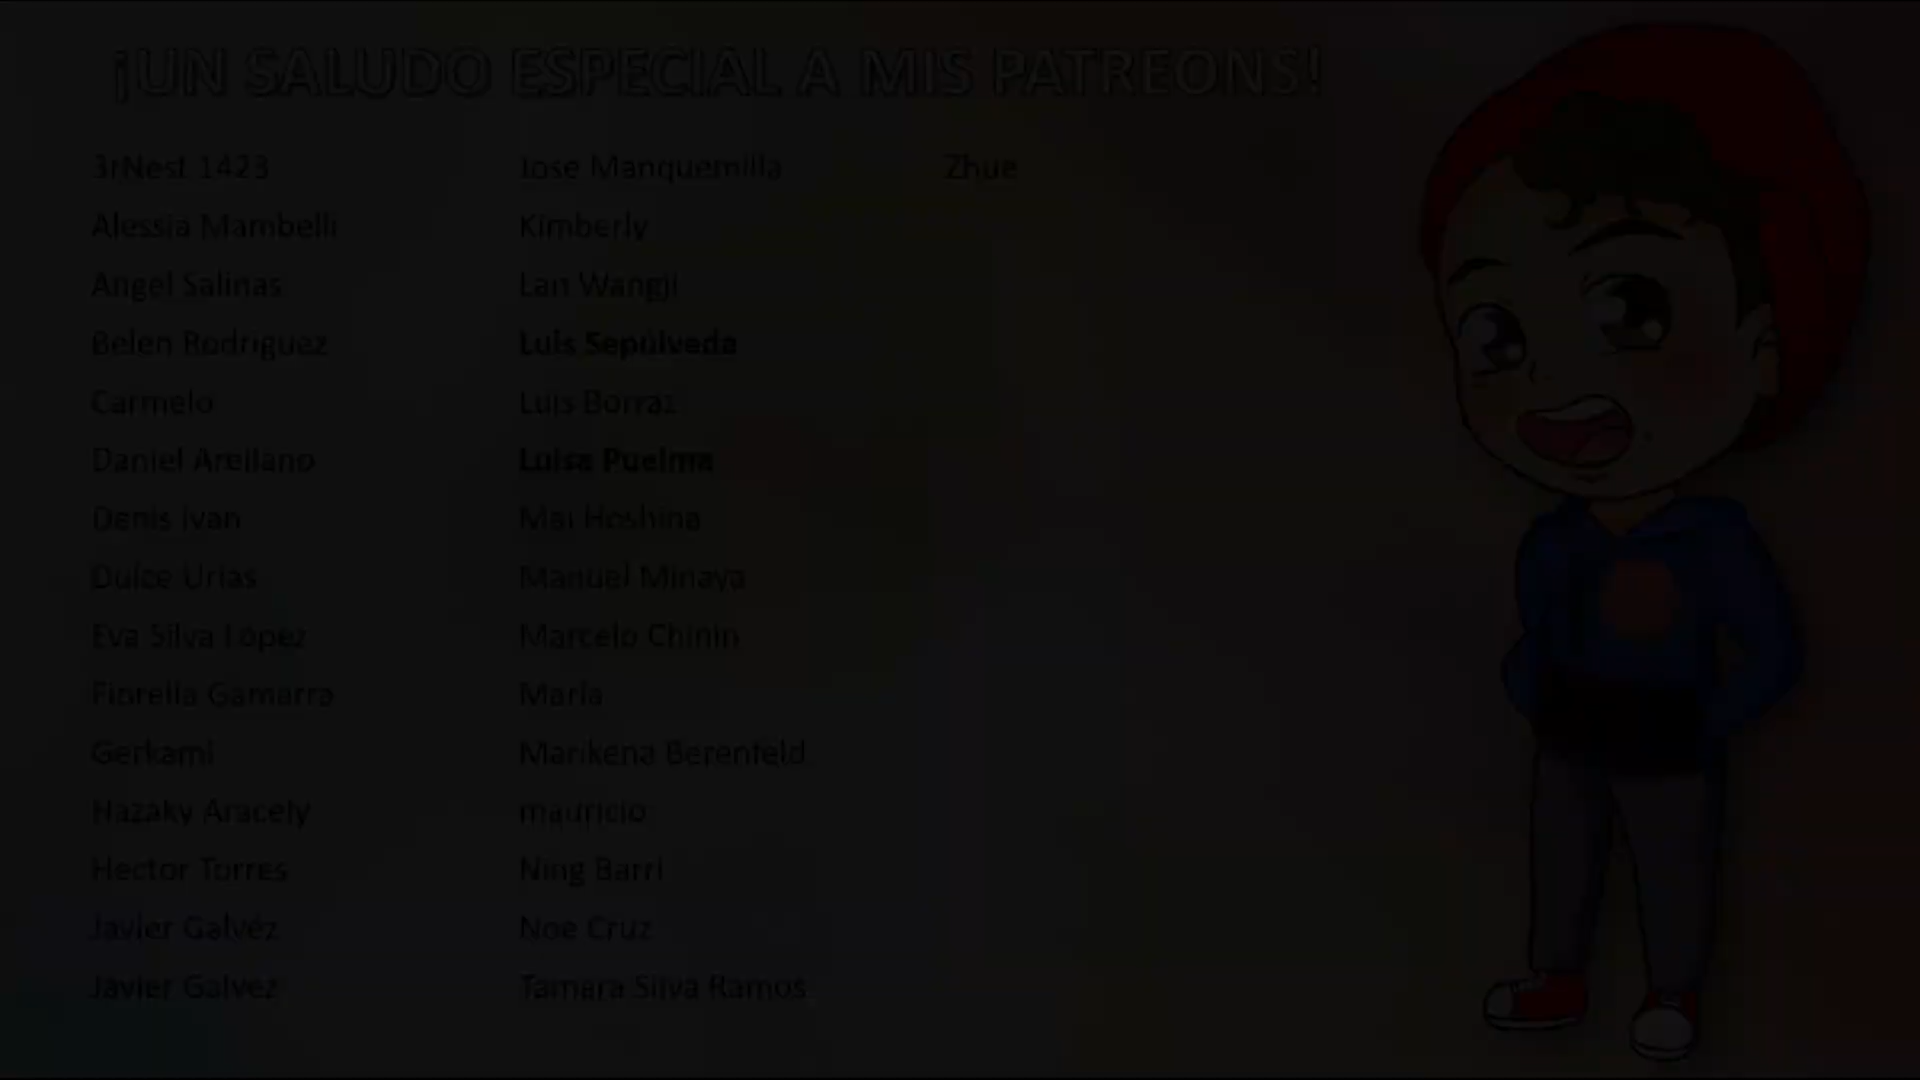 ¡UN SALUDO ESPECIAL A MIS PATREONS!
3rNest 1423
Alessia Mambelli
Angel Salinas
Belen Rodriguez
Carmelo
Daniel Arellano
Denis Ivan
Dulce Urias
Eva Silva López
Fiorella Gamarra
Gerkami
Hazaky Aracely
Hector Torres
Javier Galvéz
Javier Galvez
Jose Manquemilla
Kimberly
Lan Wangji
Luis Sepúlveda
Luis Borraz
Luisa Puelma
Mai Hoshina
Manuel Minaya
Marcelo Chinin
María
Marikena Berenfeld
mauricio
Ning Barri
Noe Cruz
Tamara Silva Ramos
Zhue